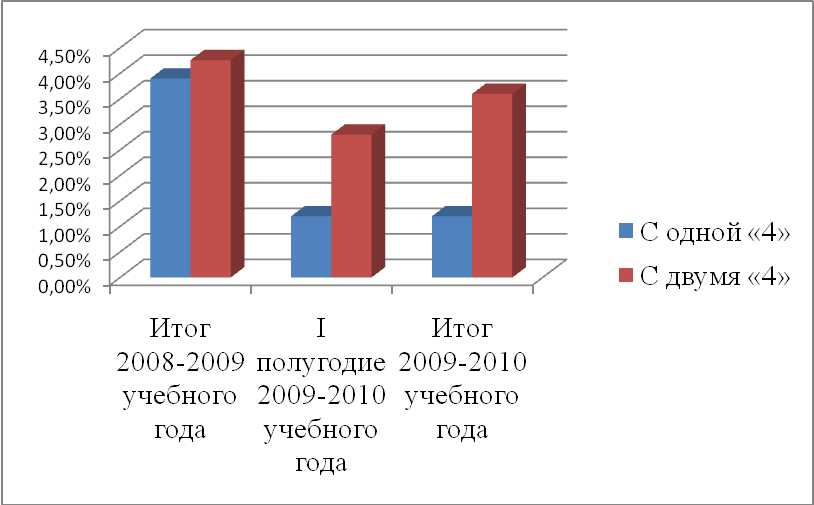 4,50%
4,00%
3,50%
3,00%
2,50%
2,00%
1,50%
1,00%
0,50%
0,00%
Итог
2008-2009
учебного
года
I
полугодие
2009-2010
учебного
года
Итог
2009-2010
учебного
года
С одной «4»
С двумя «4»